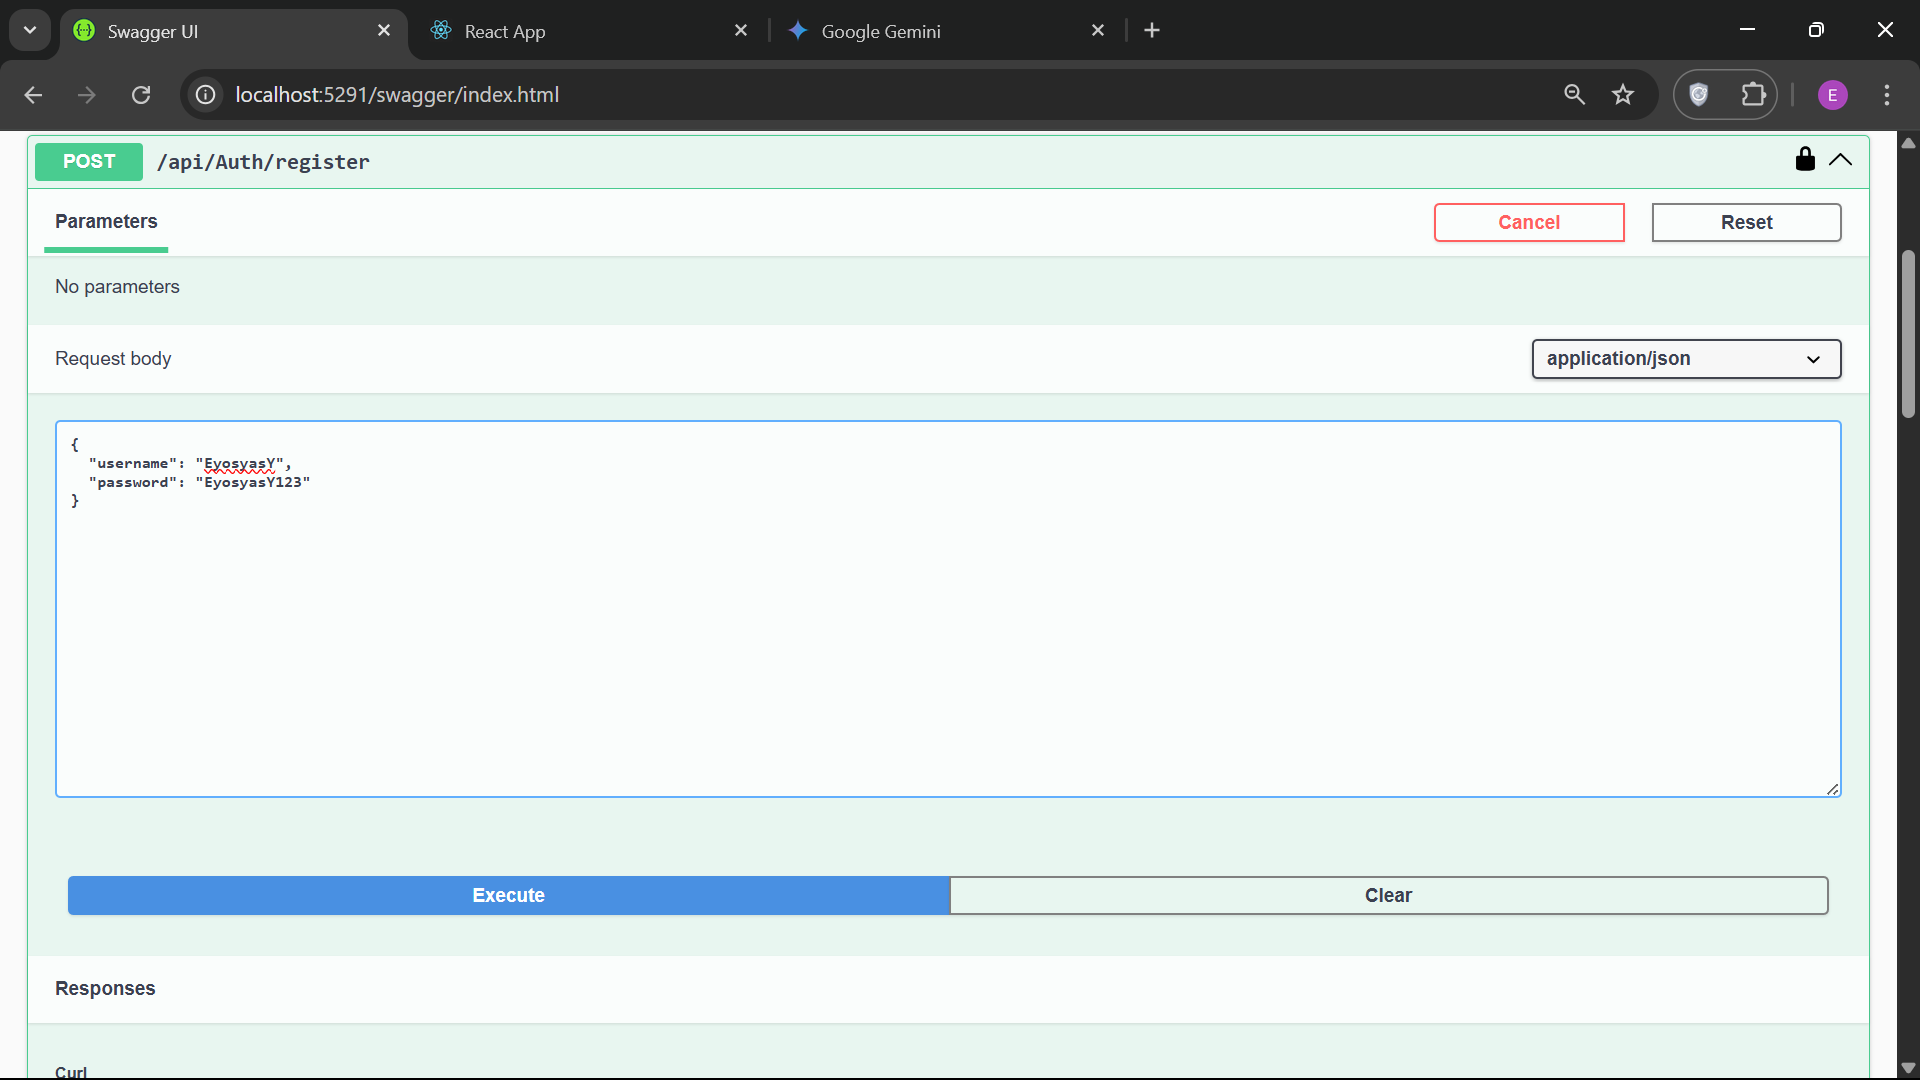 Swagger UI
React App
Google Gemini
localhost:5291/swagger/index.html
E
POST /api/Auth/register
Parameters
Cancel
Reset
No parameters
Request body
application/json
{
"username": "EyosyasY",
"password": "EyosyasY123"
}
Execute
Clear
Responses
Curl